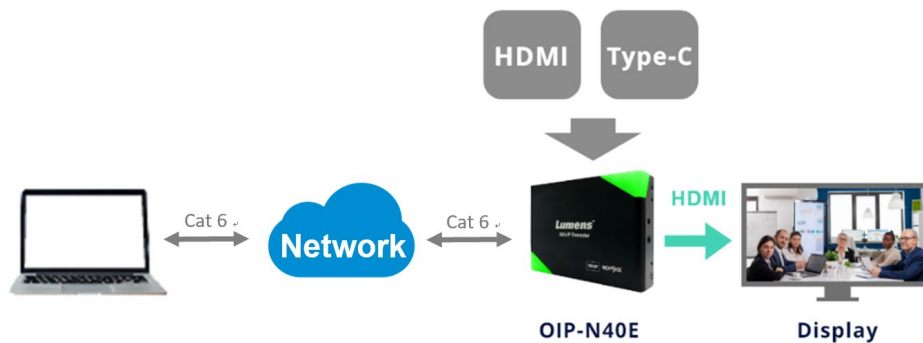 HDMI
Type-C
Cat 6
Network
Cat 6
Lumens
HDMI
OIP-N40E
Display